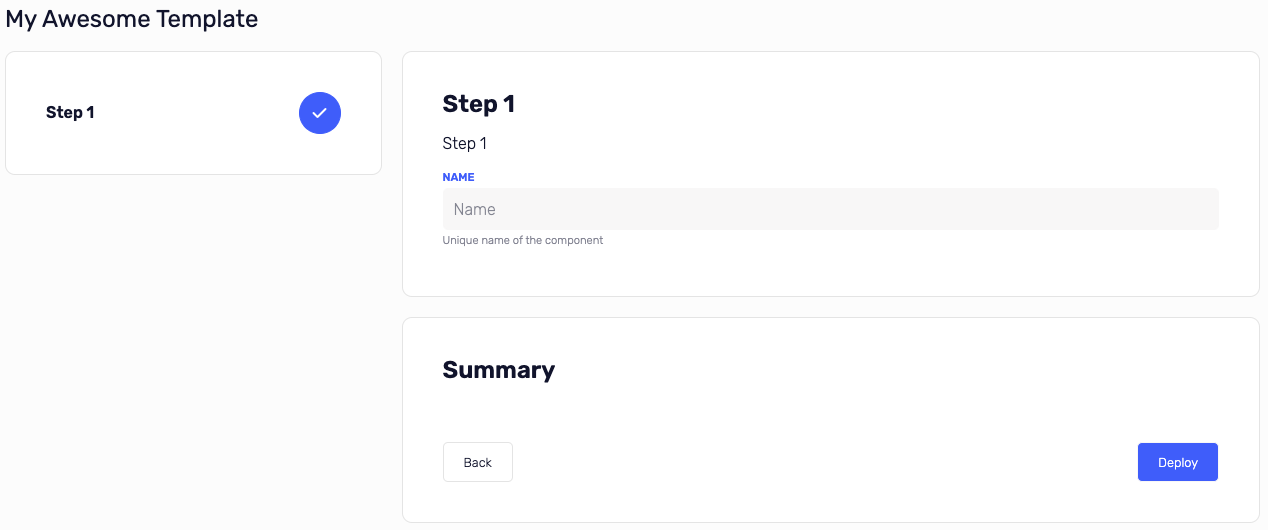 My Awesome Template
Step 1
Step 1
Step 1
NAME
Name
Unique name of the component
Summary
Back
Deploy